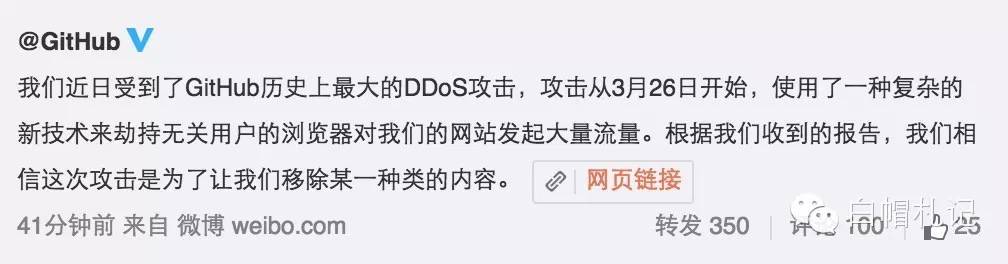 @GitHub
我们近日受到了GitHub历史上最大的DDoS攻击，攻击从3月26日开始，使用了一种复杂的
新技术来劫持无关用户的浏览器对我们的网站发起大量流量。根据我们收到的报告，我们相
信这次攻击是为了让我们移除某一种类的内容。 网页链接
41分钟前 来自 微博 weibo.com 转发 350 评论 100 25
白帽札记